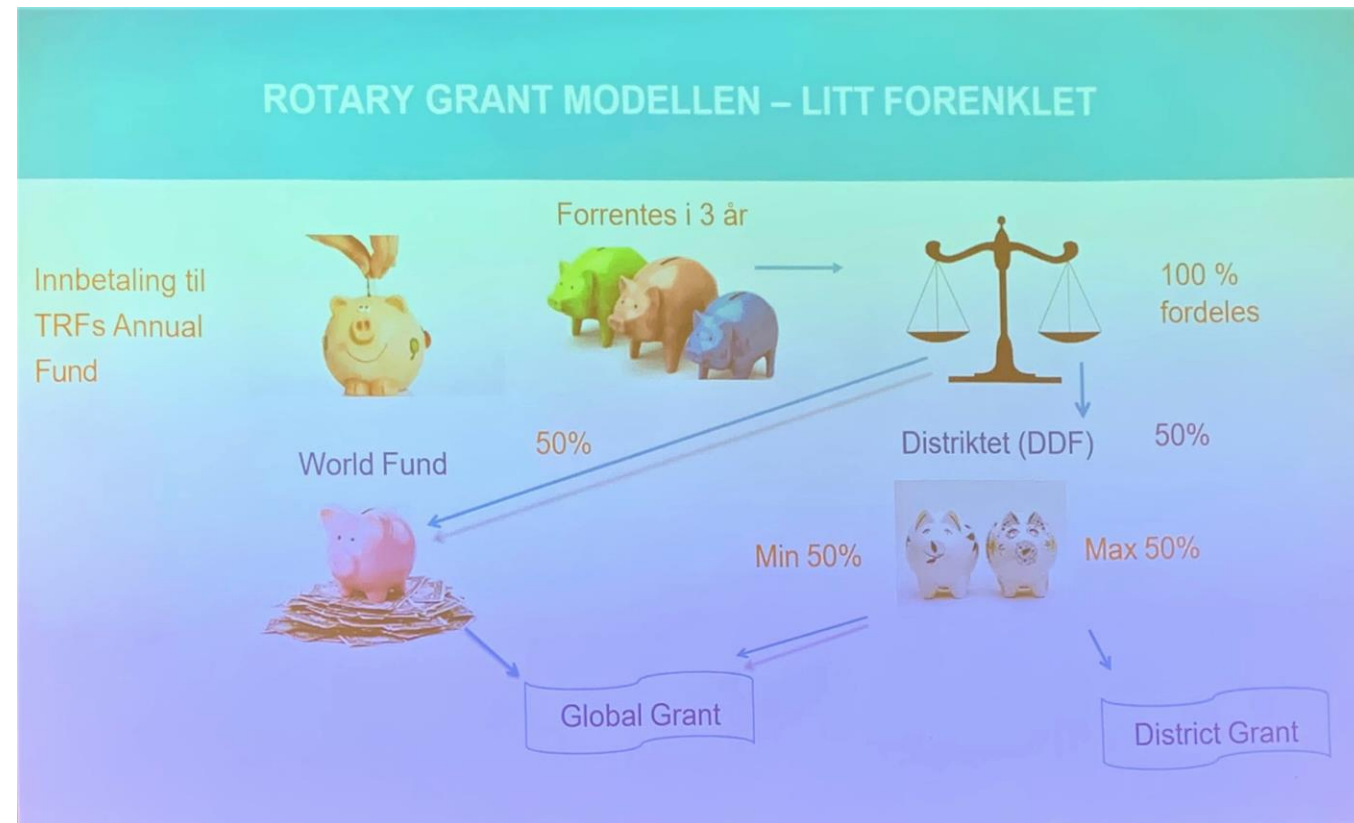 ROTARY GRANT MODELLEN – LITT FORENKLET
Forrentes i 3 år
Innbetaling til
TRFs Annual
Fund
100 %
fordeles
World Fund
50%
Distriktet (DDF)
50%
Min 50%
Max 50%
Global Grant
District Grant